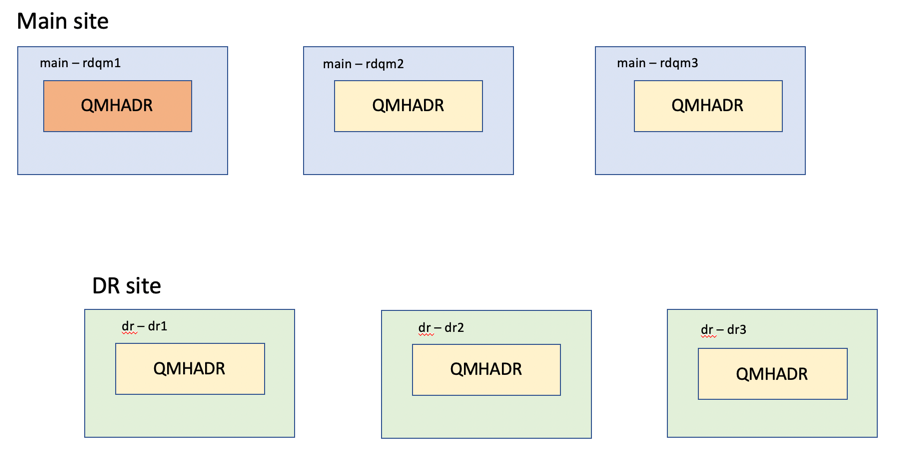 Main site
main – rdqm1
main – rdqm2
main – rdqm3
QMHADR
QMHADR
QMHADR
DR site
dr – dr1
dr – dr2
dr – dr3
QMHADR
QMHADR
QMHADR